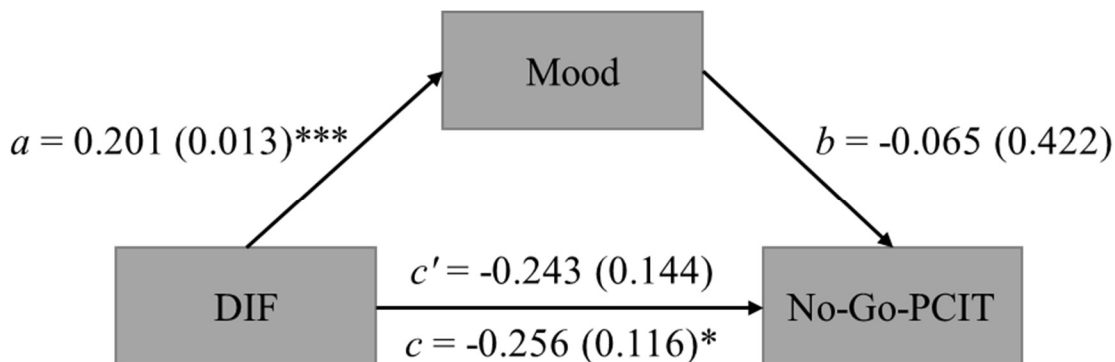 Mood
a = 0.201 (0.013)***
b = -0.065 (0.422)
DIF
c′ = -0.243 (0.144)
c = -0.256 (0.116)*
No-Go-PCIT